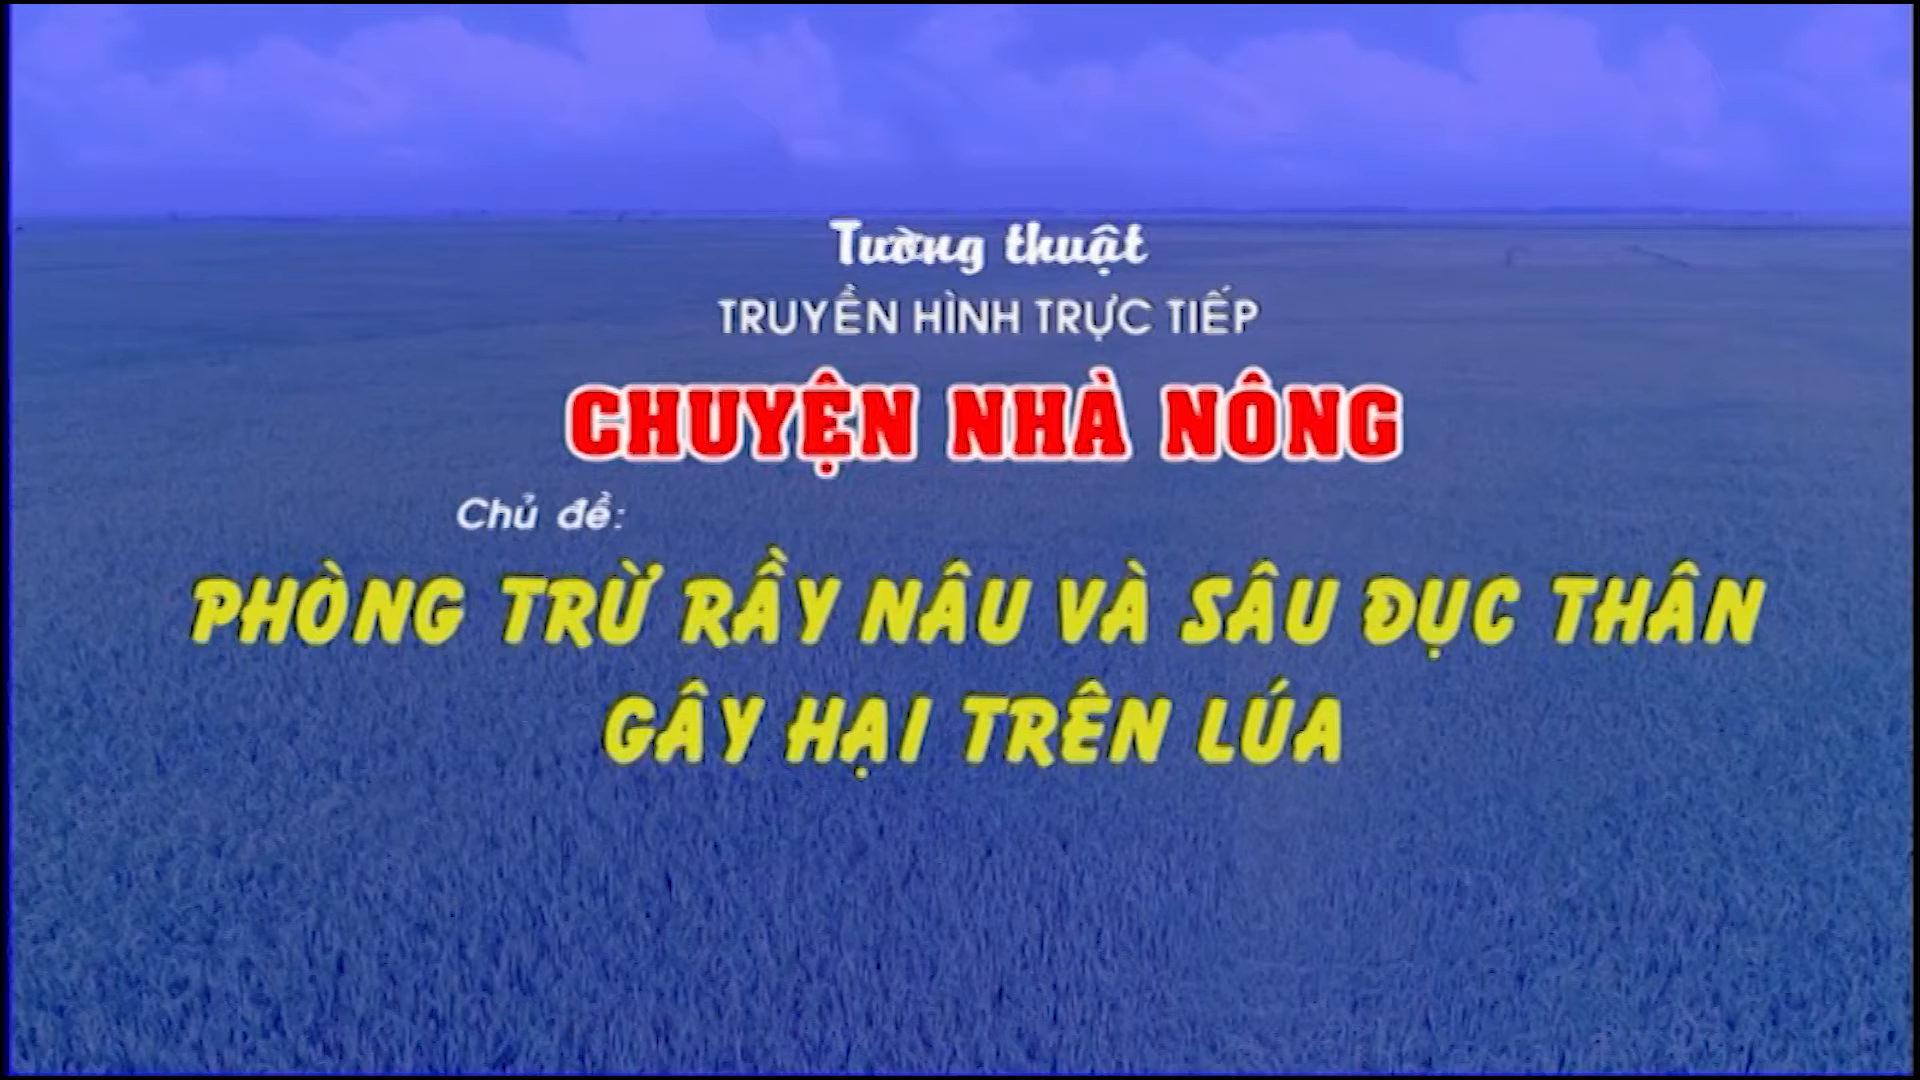 Tường thuật
TRUYỀN HÌNH TRỰC TIẾP
CHUYỆN NHÀ NÔNG
Chủ đề:
PHÒNG TRỪ RẦY NÂU VÀ SÂU ĐỤC THÂN
GÂY HẠI TRÊN LÚA